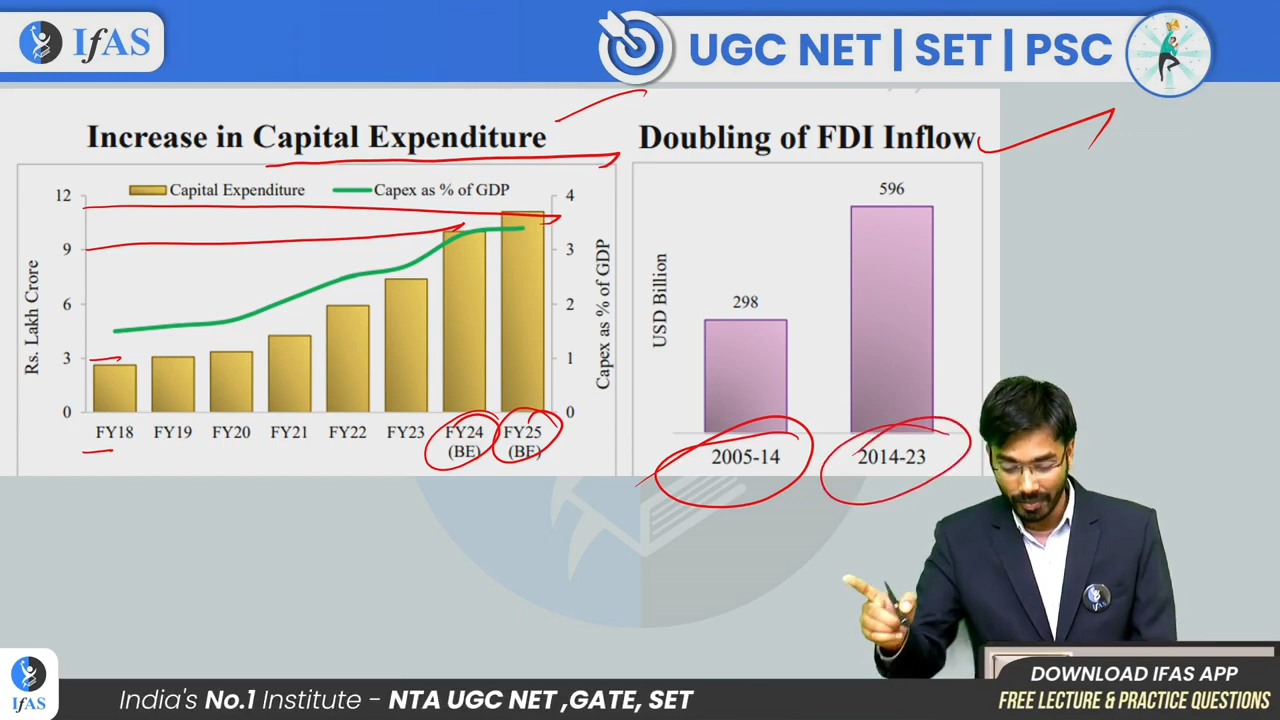 IfAS
UGC NET | SET | PSC
Increase in Capital Expenditure
Capital Expenditure
Capex as % of GDP
Rs. Lakh Crore
12
9
6
3
0
4
3
2
1
0
Capex as % of GDP
FY18 FY19 FY20 FY21 FY22 FY23 FY24 FY25
(BE) (BE)
Doubling of FDI Inflow
USD Billion
298
596
2005-14 2014-23
IfAS
IfAS
India's No.1 Institute - NTA UGC NET ,GATE, SET
DOWNLOAD IFAS APP
FREE LECTURE & PRACTICE QUESTIONS